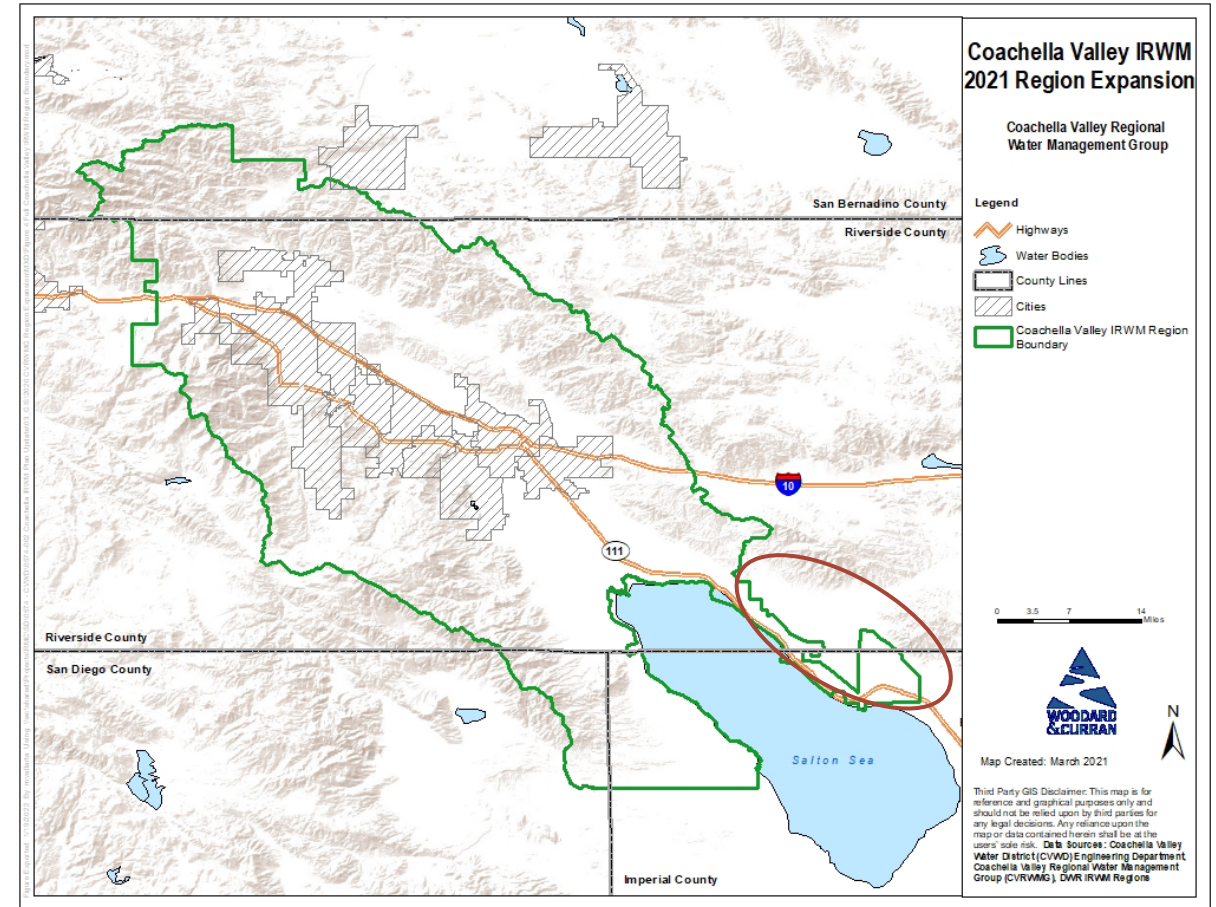 Coachella Valley IRWM
2021 Region Expansion
Coachella Valley Regional
Water Management Group
Legend
Highways
Water Bodies
County Lines
Cities
Coachella Valley IRWM Region
Boundary
San Bernadino County
Riverside County
10
111
Riverside County
San Diego County
Salton Sea
Imperial County
0 3.5 7 14
Miles
WOODARD
&CURRAN
N
Map Created: March 2021
Third Party GIS Disclaimer: This map is for
reference and graphical purposes only and
should not be relied upon by third parties for
any legal decisions. Any reliance upon the
map or data contained herein shall be at the
users' sole risk. Data Sources: Coachella Valley
Water District (CVWD) Engineering Department,
Coachella Valley Regional Water Management
Group (CVRWMG), DWR IRWM Regions